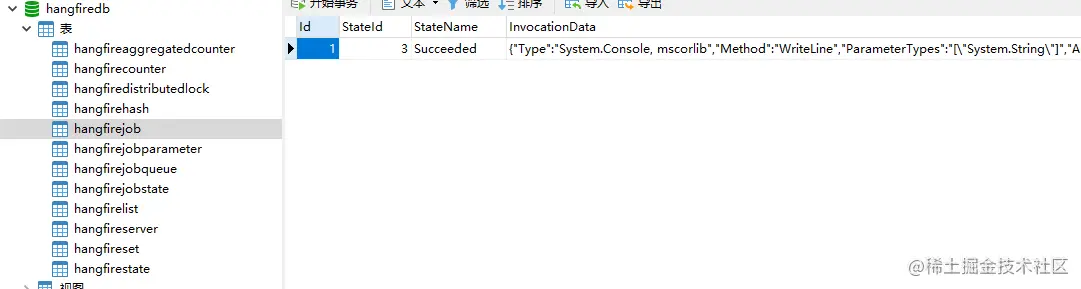 hangfiredb
表
hangfireaggregatedcounter
hangfirecounter
hangfiredistributedlock
hangfirehash
hangfirejob
hangfirejobparameter
hangfirejobqueue
hangfirejobstate
hangfirelist
hangfireserver
hangfireset
hangfirestate
视图
开始事务 文本 筛选 排序 导入 导出
Id StateId StateName InvocationData
1 3 Succeeded {"Type":"System.Console, mscorlib","Method":"WriteLine","ParameterTypes":"[\"System.String\"]","A
@稀土掘金技术社区